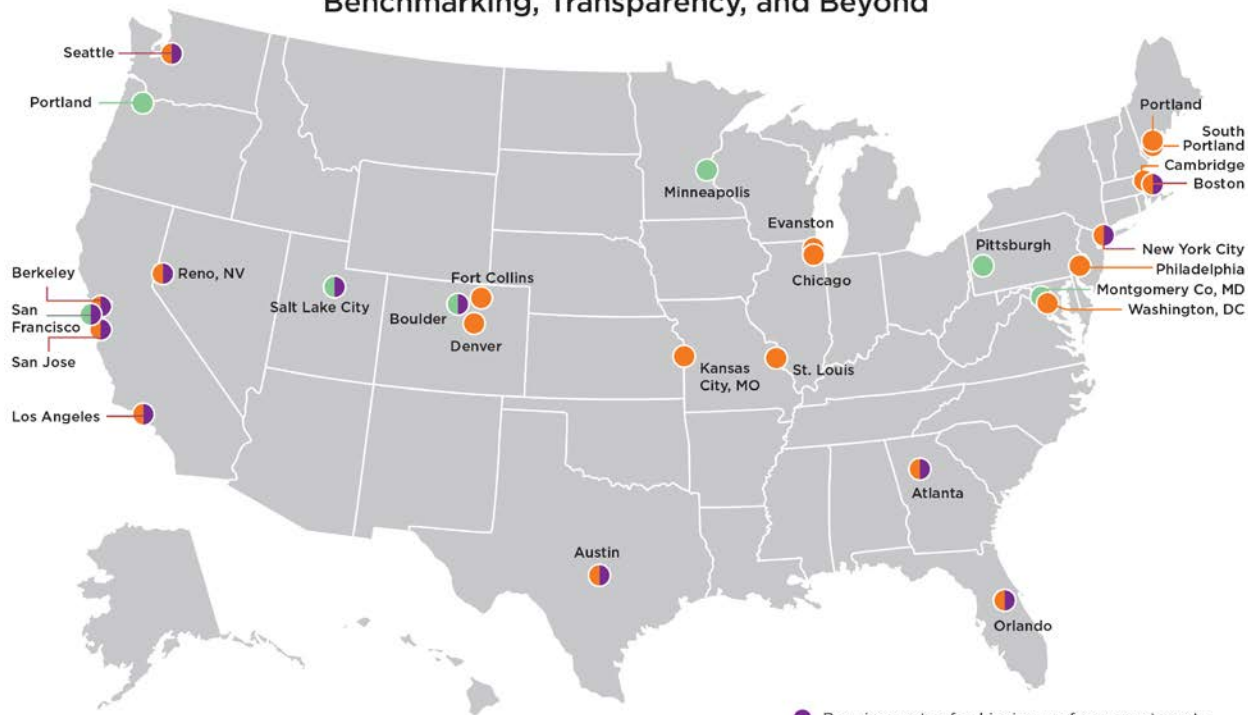 Benchmarking, Transparency, and Beyond
Seattle
Portland
Minneapolis
Evanston
Chicago
Portland
South
Portland
Cambridge
Boston
New York City
Pittsburgh
Philadelphia
Montgomery Co, MD
Washington, DC
Berkeley
San
Francisco
San Jose
Los Angeles
Reno, NV
Salt Lake City
Fort Collins
Boulder
Denver
Kansas
City, MO
St. Louis
Atlanta
Austin
Orlando